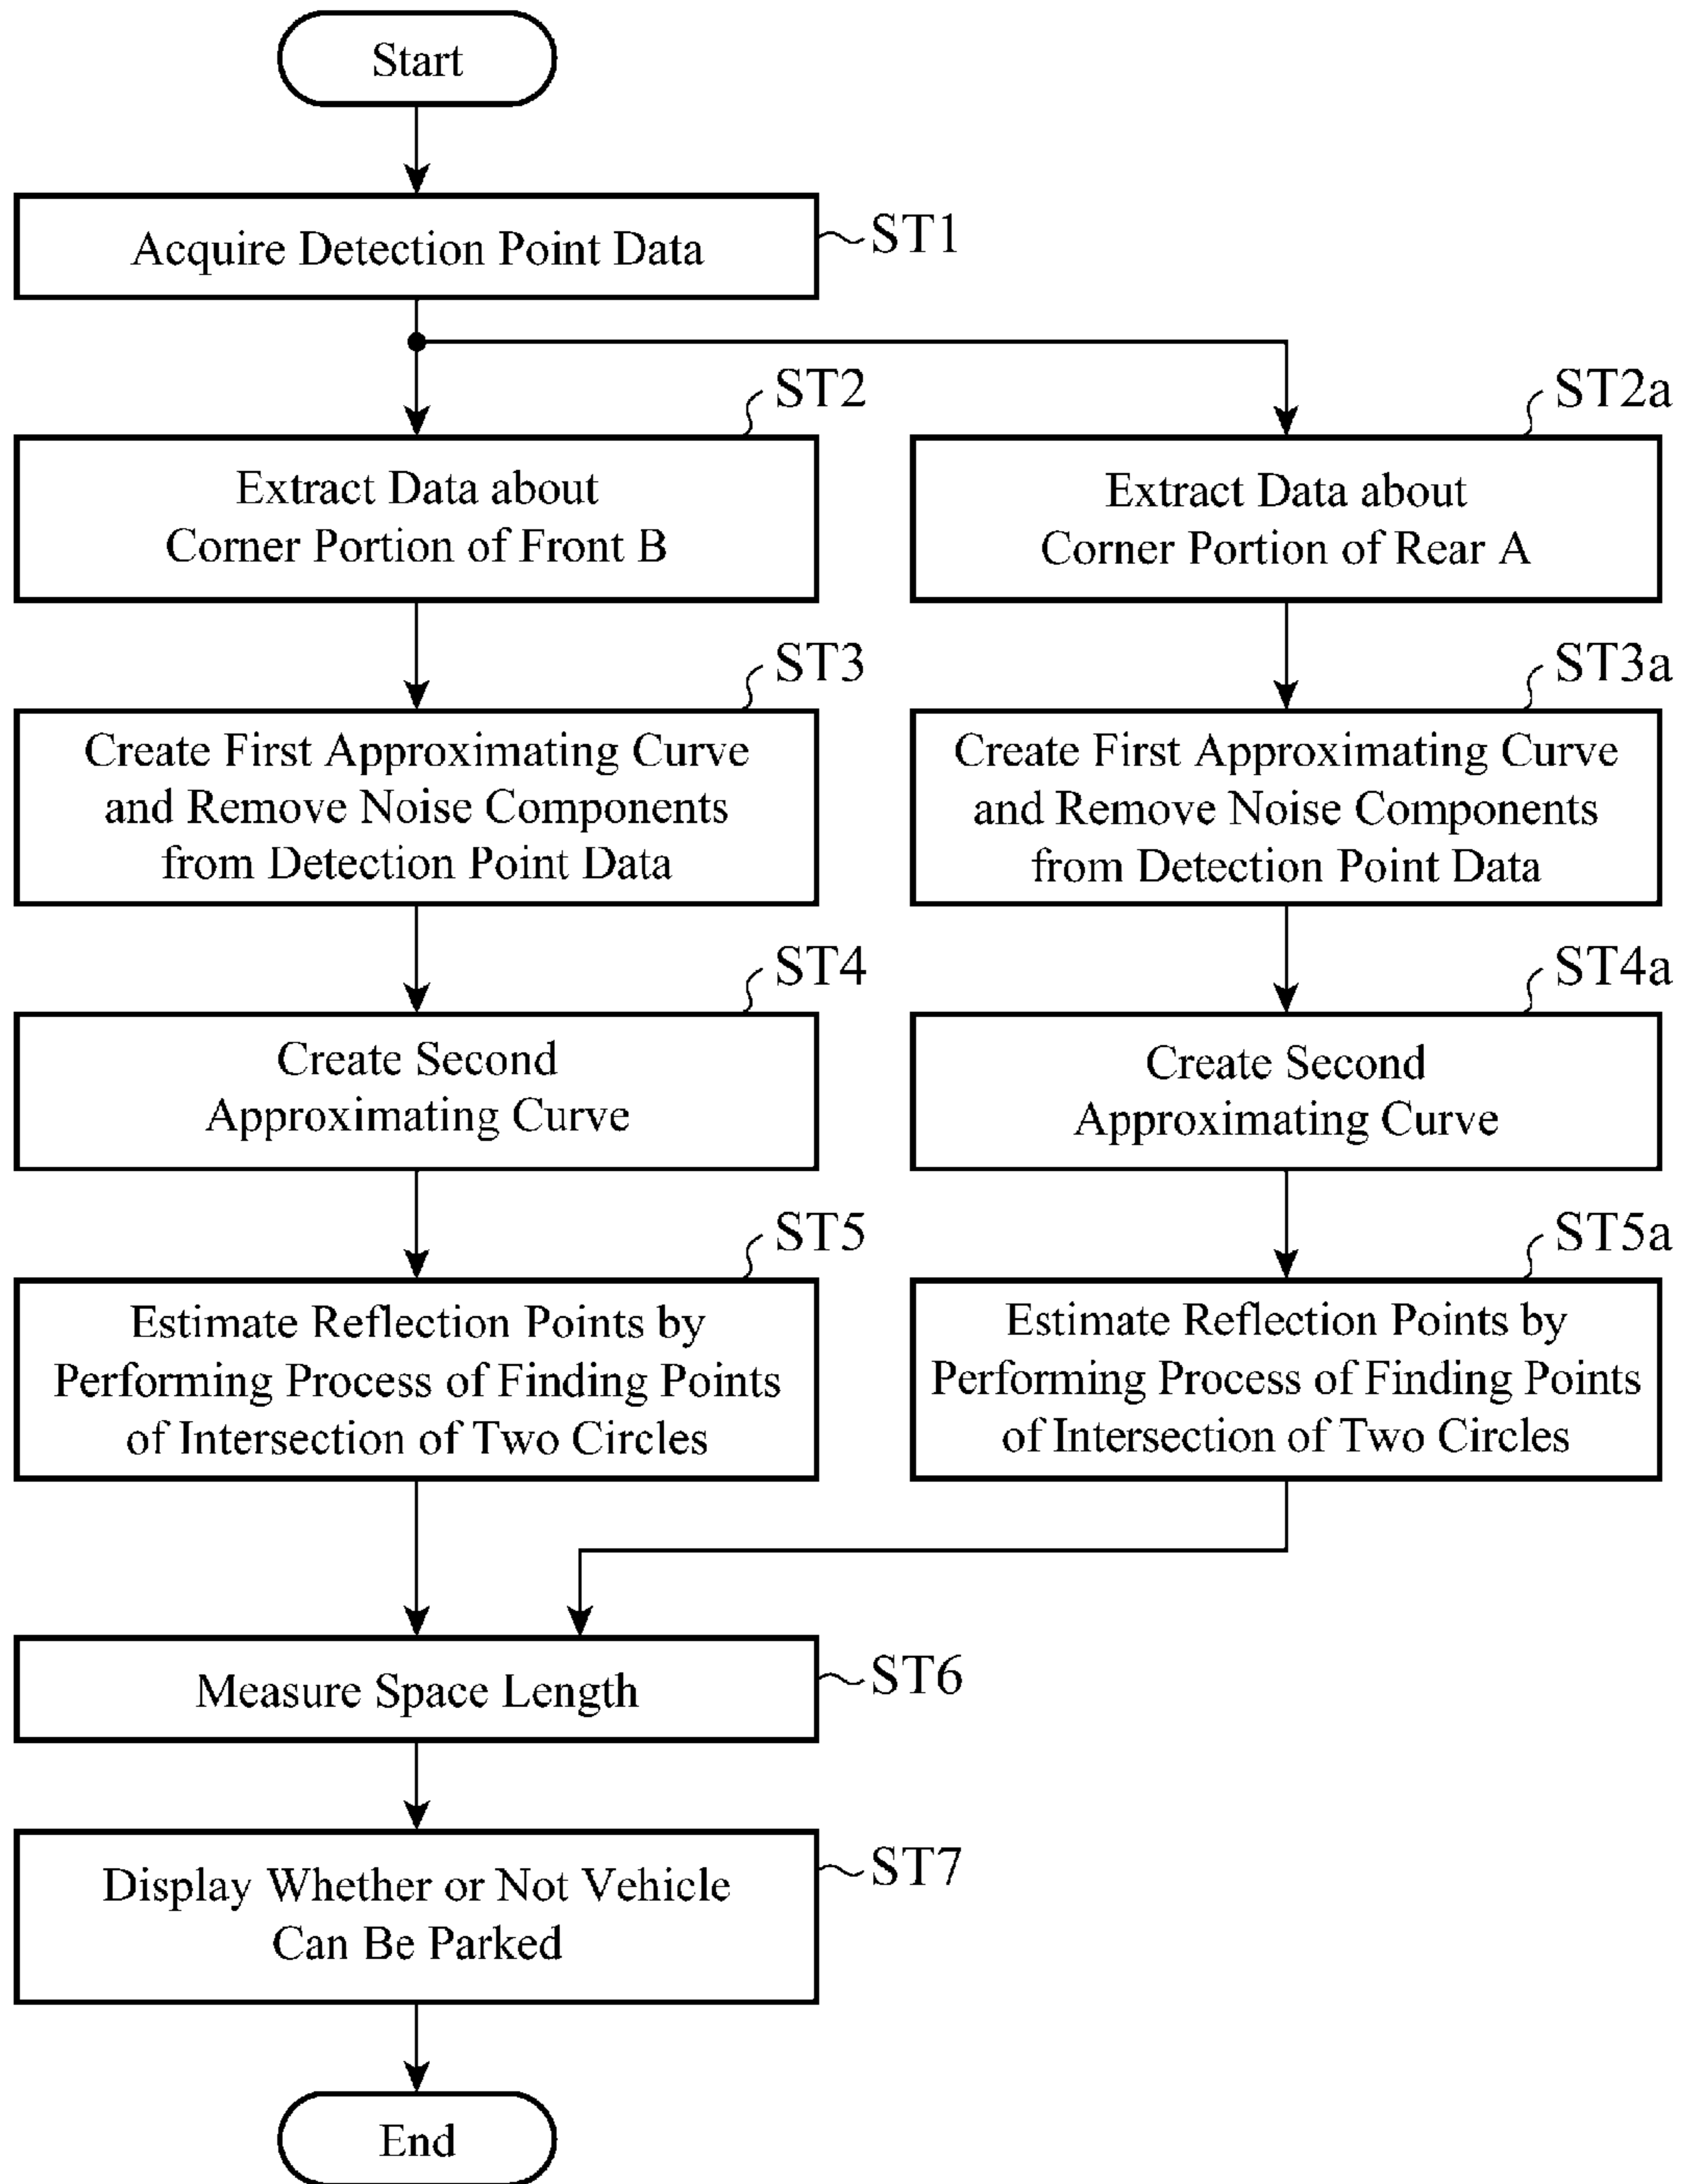 Start
Acquire Detection Point Data
ST1
ST2
Extract Data about
Corner Portion of Front B
ST2a
Extract Data about
Corner Portion of Rear A
ST3
Create First Approximating Curve
and Remove Noise Components
from Detection Point Data
ST3a
Create First Approximating Curve
and Remove Noise Components
from Detection Point Data
ST4
Create Second
Approximating Curve
ST4a
Create Second
Approximating Curve
ST5
Estimate Reflection Points by
Performing Process of Finding Points
of Intersection of Two Circles
ST5a
Estimate Reflection Points by
Performing Process of Finding Points
of Intersection of Two Circles
Measure Space Length
ST6
Display Whether or Not Vehicle
Can Be Parked
ST7
End